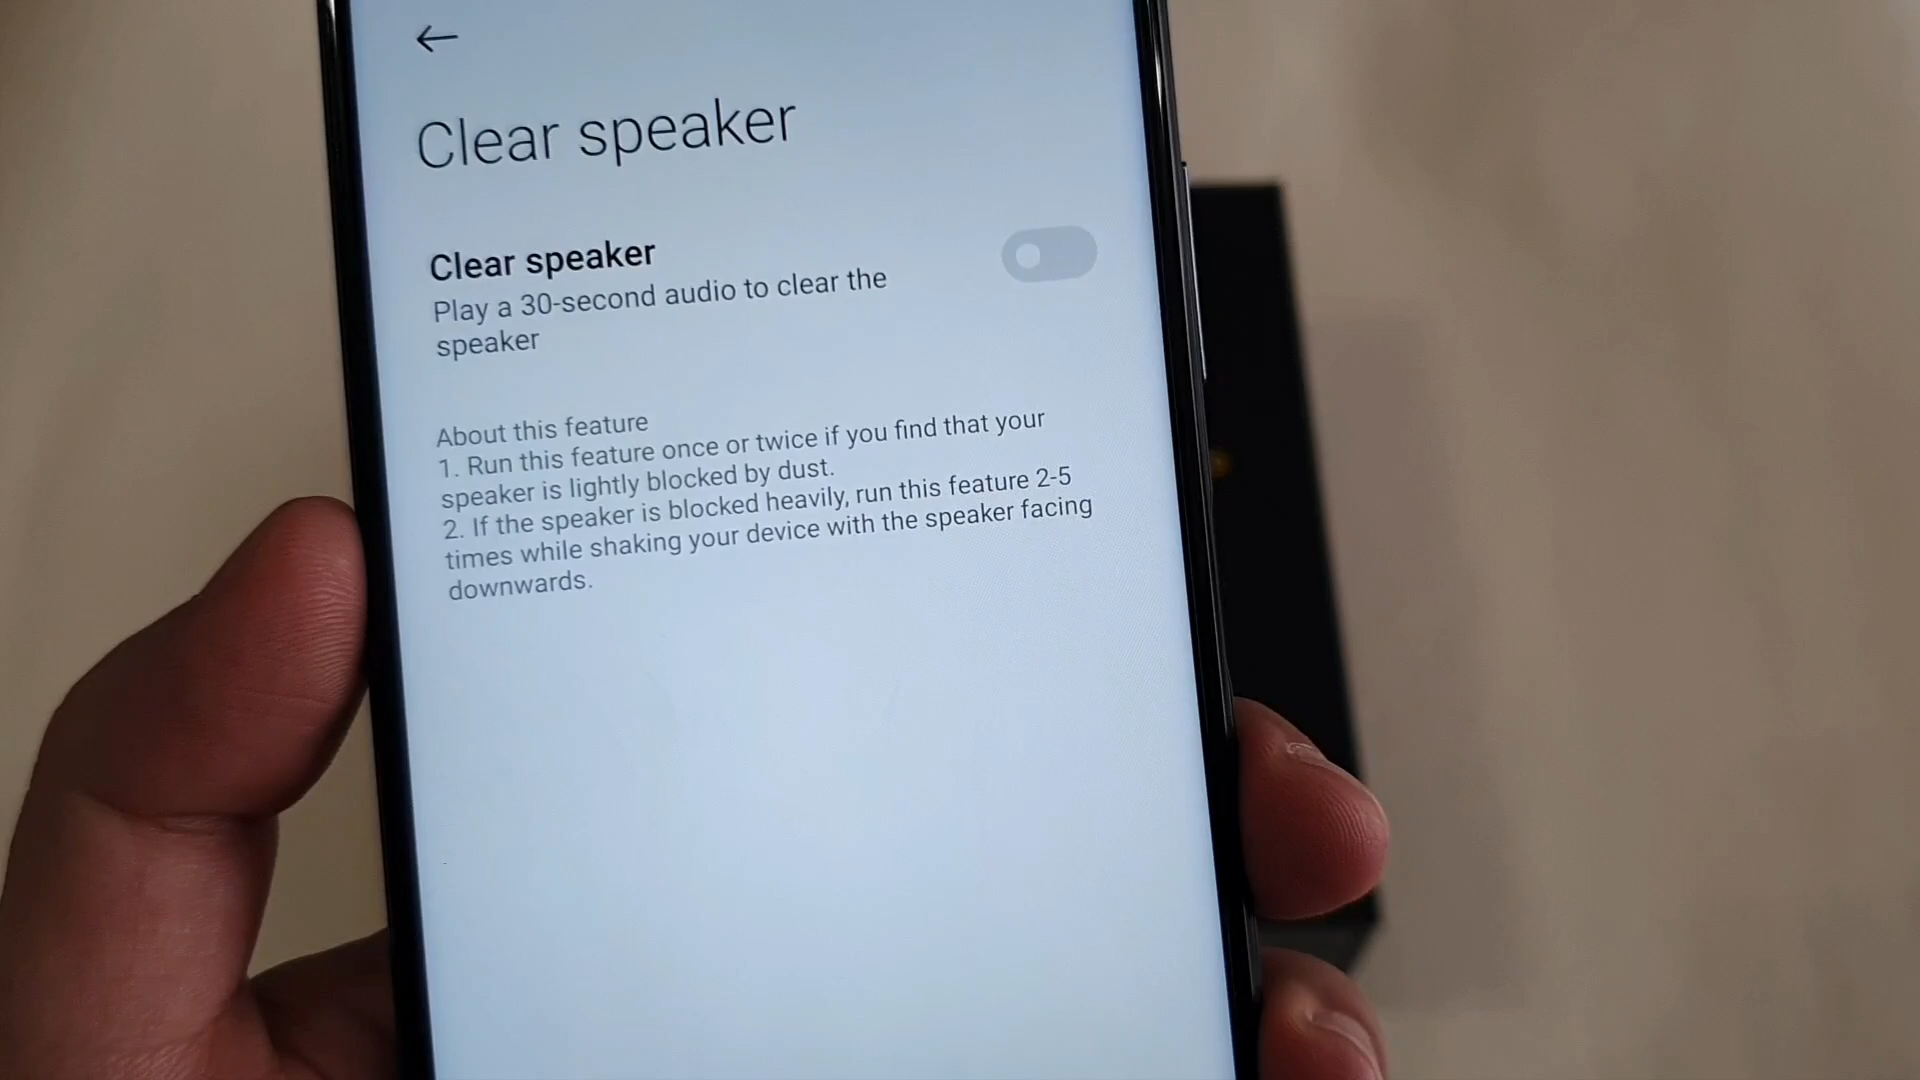 Clear speaker
Clear speaker
Play a 30-second audio to clear the
speaker
About this feature
1. Run this feature once or twice if you find that your
speaker is lightly blocked by dust.
2. If the speaker is blocked heavily, run this feature 2-5
times while shaking your device with the speaker facing
downwards.